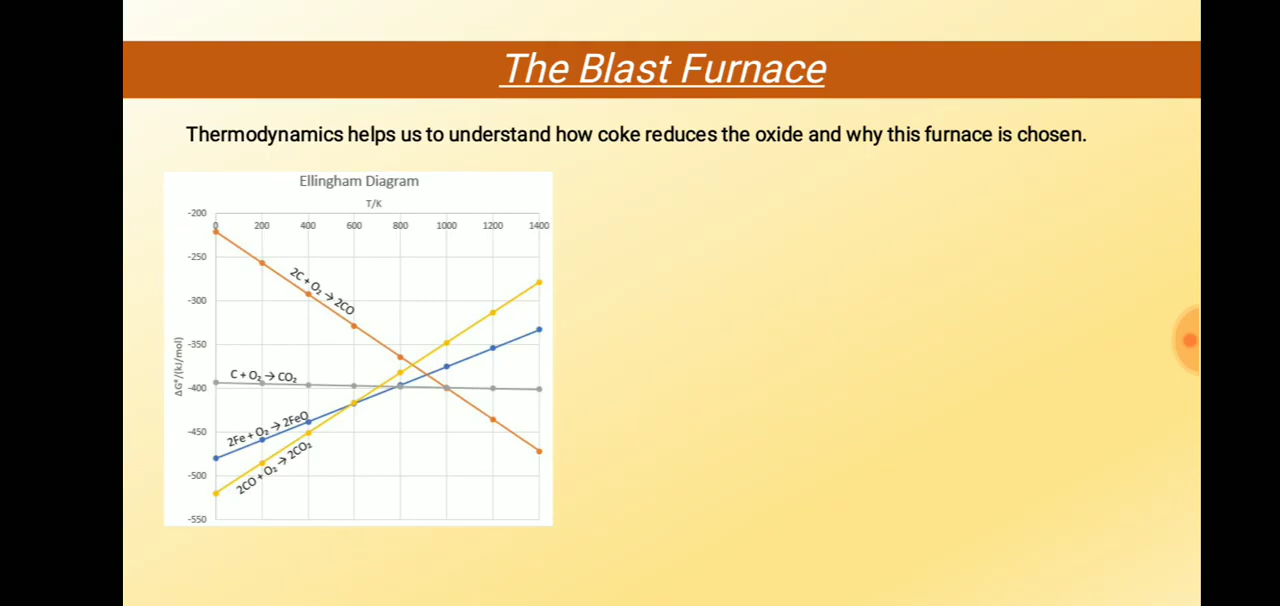 The Blast Furnace
Thermodynamics helps us to understand how coke reduces the oxide and why this furnace is chosen.
Ellingham Diagram
T/K
0 200 400 600 800 1000 1200 1400
-200
-250
-300
-350
-400
-450
-500
-550
ΔG°/(kJ/mol)
2C + O₂ → 2CO
C + O₂ → CO₂
2Fe + O₂ → 2FeO
2CO + O₂ → 2CO₂